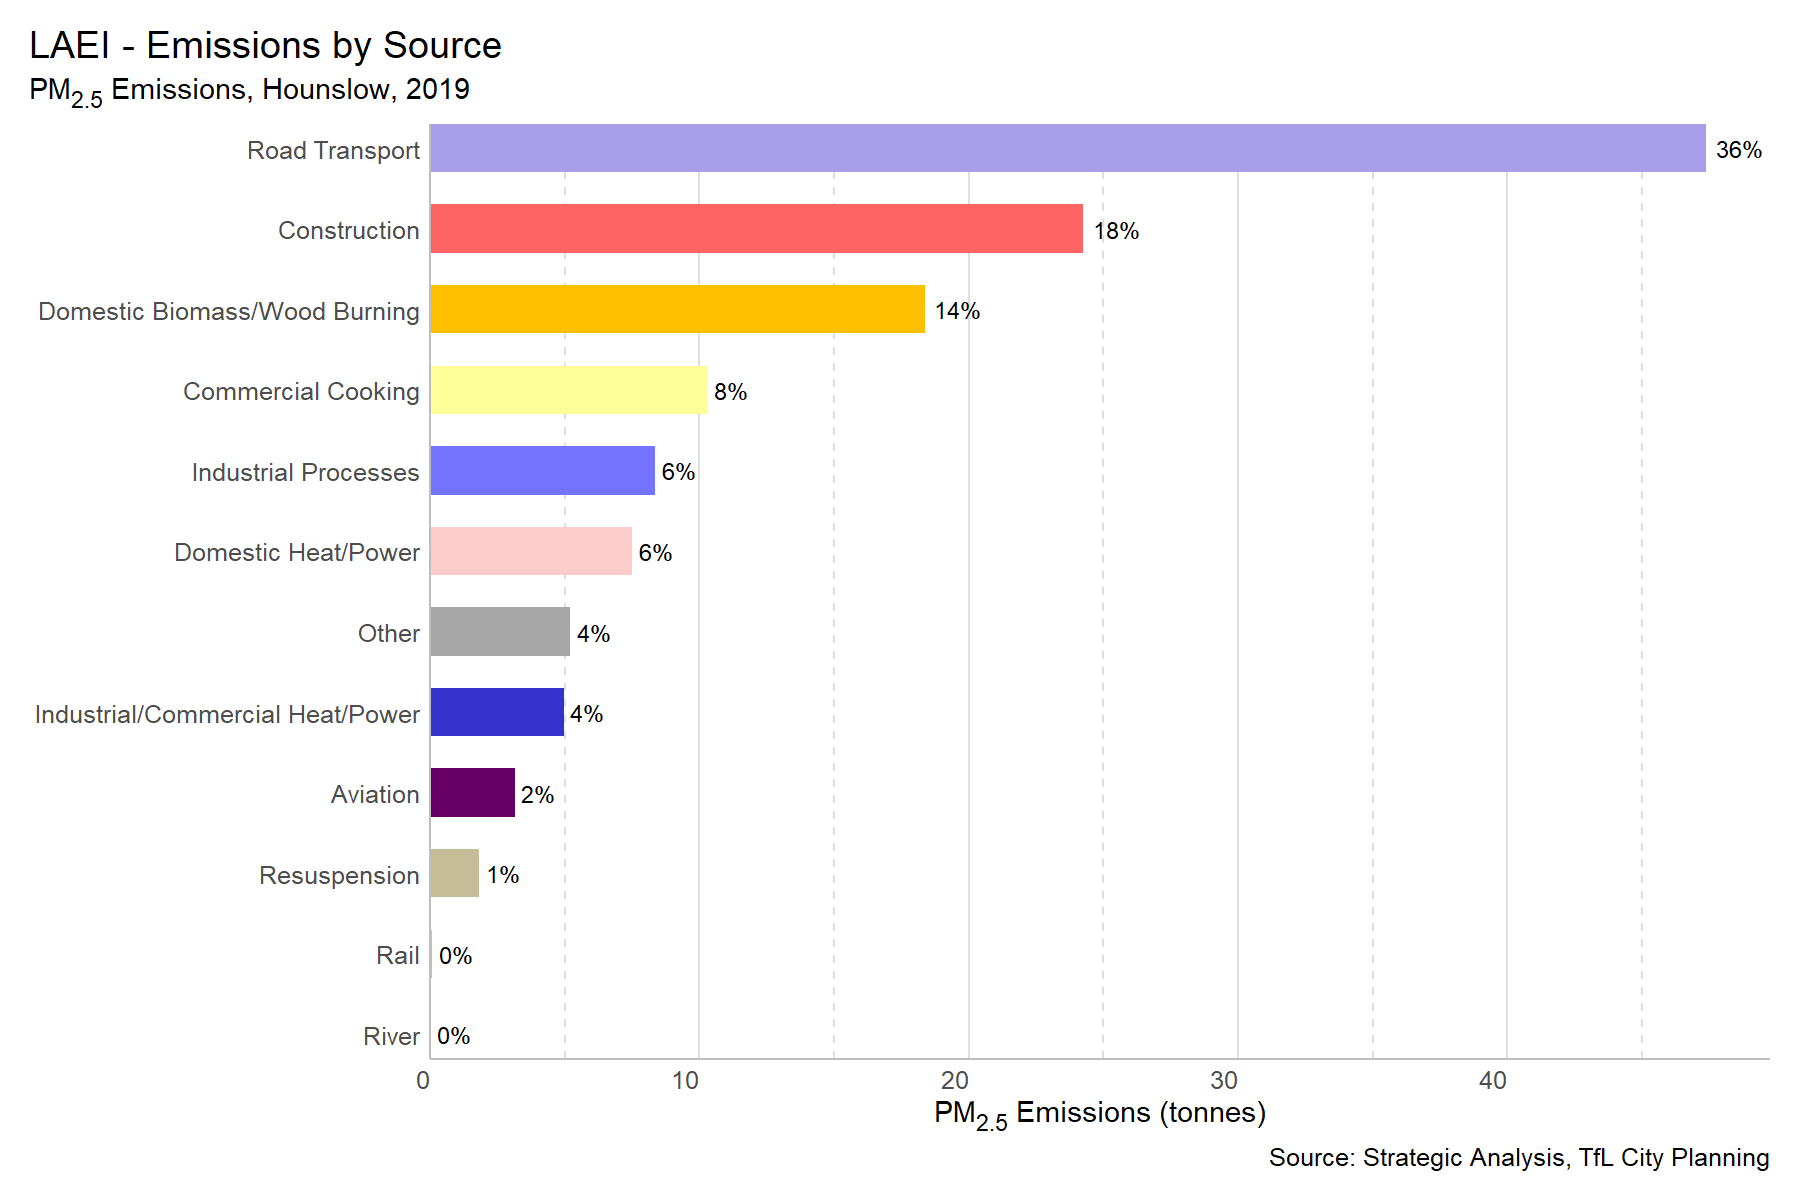 LAEI - Emissions by Source
PM2.5 Emissions, Hounslow, 2019
Road Transport 36%
Construction 18%
Domestic Biomass/Wood Burning 14%
Commercial Cooking 8%
Industrial Processes 6%
Domestic Heat/Power 6%
Other 4%
Industrial/Commercial Heat/Power 4%
Aviation 2%
Resuspension 1%
Rail 0%
River 0%
0 10 20 30 40
PM2.5 Emissions (tonnes)
Source: Strategic Analysis, TfL City Planning